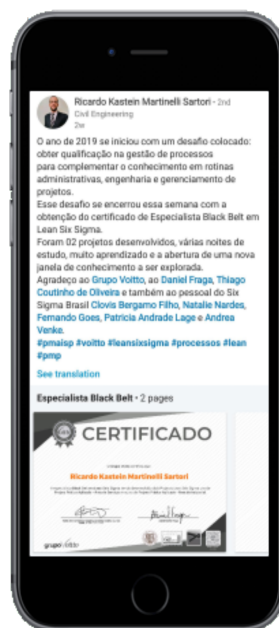 Ricardo Kastein Martinelli Sartori • 2nd
Civil Engineering
2w
O ano de 2019 se iniciou com um desafio colocado:
obter qualificação na gestão de processos
para complementar o conhecimento em rotinas
administrativas, engenharia e gerenciamento de
projetos.
Esse desafio se encerrou essa semana com a
obtenção do certificado de Especialista Black Belt em
Lean Six Sigma.
Foram 02 projetos desenvolvidos, várias noites de
estudo, muito aprendizado e a abertura de uma nova
janela de conhecimento a ser explorada.
Agradeço ao Grupo Voitto, ao Daniel Fraga, Thiago
Coutinho de Oliveira e também ao pessoal do Six
Sigma Brasil Clovis Bergamo Filho, Natalie Nardes,
Fernando Goes, Patricia Andrade Lage e Andrea
Venke.
#pmaisp #voitto #leansixsigma #processos #lean
#pmp
See translation
Especialista Black Belt • 2 pages
CERTIFICADO
Ricardo Kastein Martinelli Sartori
grupo voitto